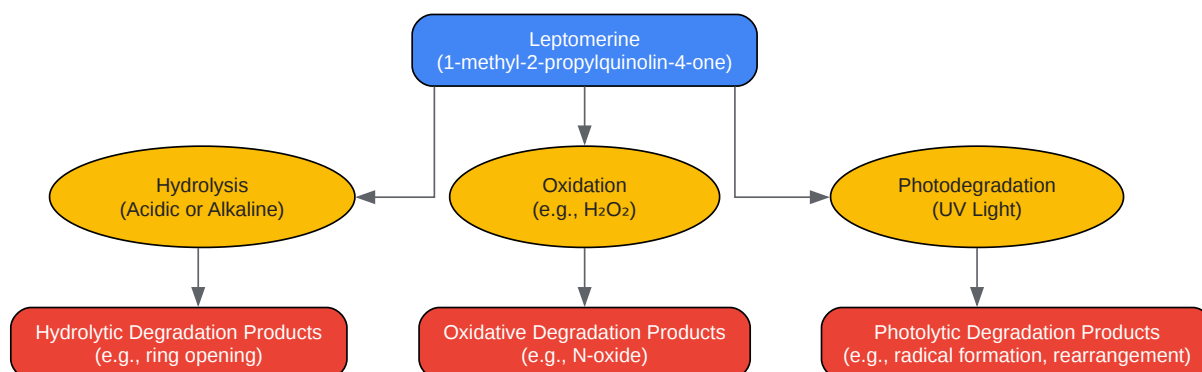 Leptomerine
(1-methyl-2-propylquinolin-4-one)
Hydrolysis
(Acidic or Alkaline)
Oxidation
(e.g., H₂O₂)
Photodegradation
(UV Light)
Hydrolytic Degradation Products
(e.g., ring opening)
Oxidative Degradation Products
(e.g., N-oxide)
Photolytic Degradation Products
(e.g., radical formation, rearrangement)